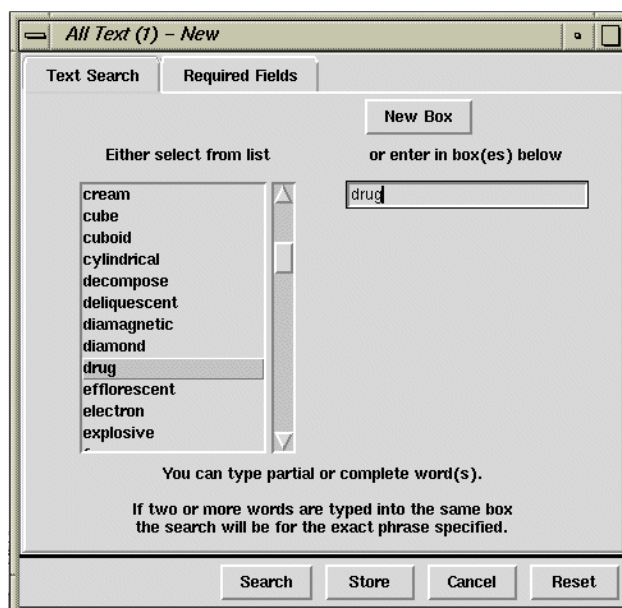 All Text (1) – New
Text Search
Required Fields
New Box
Either select from list
or enter in box(es) below
cream
cube
cuboid
cylindrical
decompose
deliquescent
diamagnetic
diamond
drug
efflorescent
electron
explosive
drug
You can type partial or complete word(s).
If two or more words are typed into the same box
the search will be for the exact phrase specified.
Search
Store
Cancel
Reset